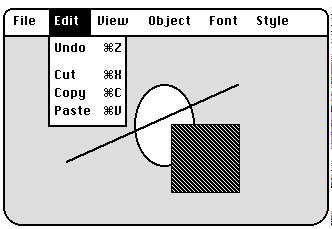 File Edit View Object Font Style
Undo ⌘Z
Cut ⌘X
Copy ⌘C
Paste ⌘V